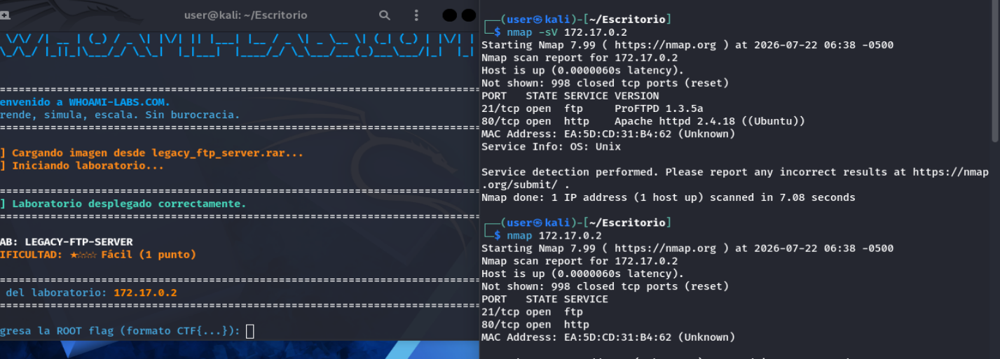 user@kali: ~/Escritorio
================================================================================
envenido a WHOAMI-LABS.COM.
rende, simula, escala. Sin burocracia.
================================================================================
] Cargando imagen desde legacy_ftp_server.rar...
] Iniciando laboratorio...
================================================================================
] Laboratorio desplegado correctamente.
================================================================================
AB: LEGACY-FTP-SERVER
IFICULTAD: ★☆☆☆ Fácil (1 punto)
================================================================================
del laboratorio: 172.17.0.2
================================================================================
gresa la ROOT flag (formato CTF{...}):
┌──(user㉿kali)-[~/Escritorio]
└─$ nmap -sV 172.17.0.2
Starting Nmap 7.99 ( https://nmap.org ) at 2026-07-22 06:38 -0500
Nmap scan report for 172.17.0.2
Host is up (0.0000060s latency).
Not shown: 998 closed tcp ports (reset)
PORT   STATE SERVICE VERSION
21/tcp open  ftp     ProFTPD 1.3.5a
80/tcp open  http    Apache httpd 2.4.18 ((Ubuntu))
MAC Address: EA:5D:CD:31:B4:62 (Unknown)
Service Info: OS: Unix
Service detection performed. Please report any incorrect results at https://nmap
.org/submit/ .
Nmap done: 1 IP address (1 host up) scanned in 7.08 seconds
┌──(user㉿kali)-[~/Escritorio]
└─$ nmap 172.17.0.2
Starting Nmap 7.99 ( https://nmap.org ) at 2026-07-22 06:38 -0500
Nmap scan report for 172.17.0.2
Host is up (0.0000060s latency).
Not shown: 998 closed tcp ports (reset)
PORT   STATE SERVICE
21/tcp open  ftp
80/tcp open  http
MAC Address: EA:5D:CD:31:B4:62 (Unknown)